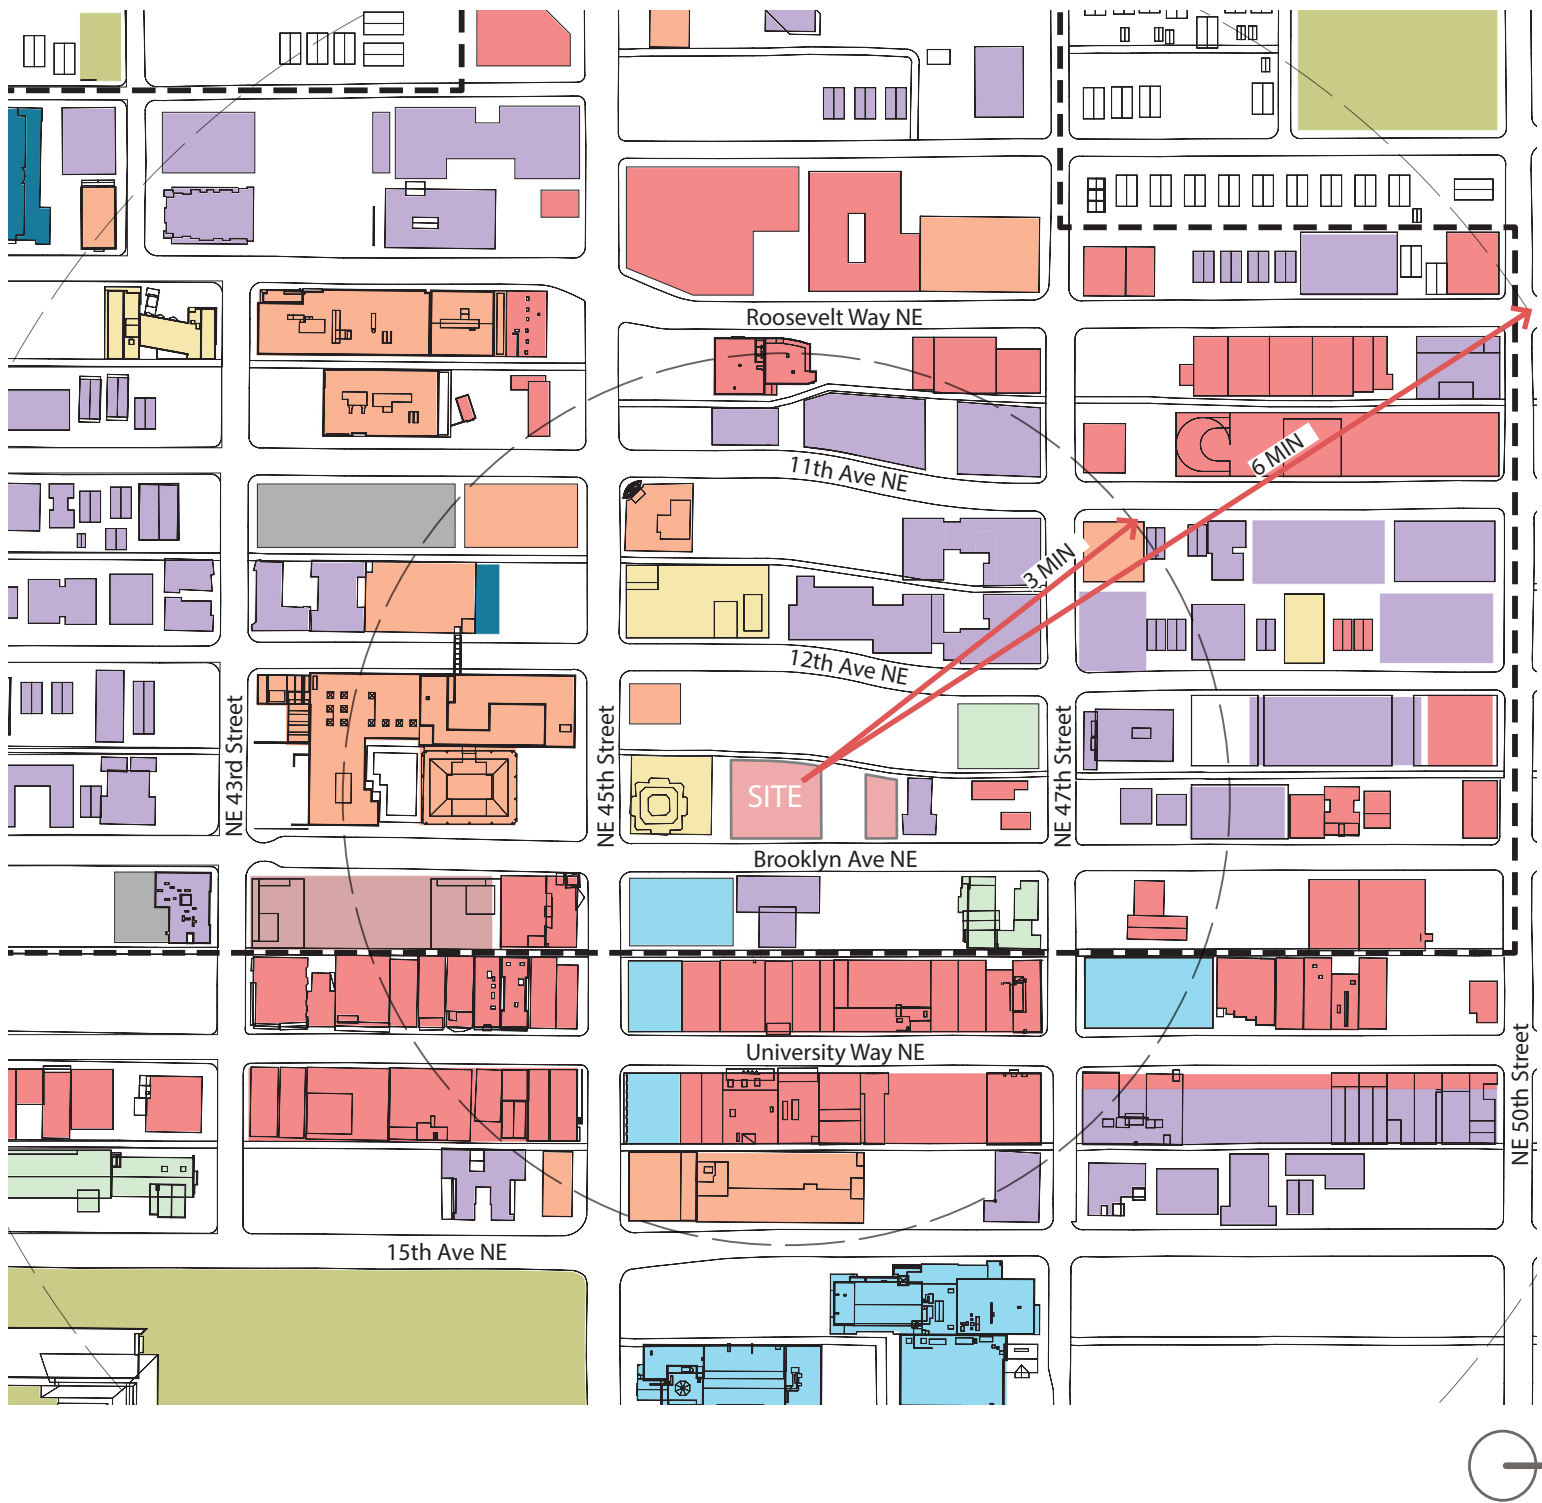 Roosevelt Way NE
6 MIN
11th Ave NE
3 MIN
12th Ave NE
NE 43rd Street
NE 45th Street
NE 47th Street
SITE
Brooklyn Ave NE
University Way NE
NE 50th Street
15th Ave NE